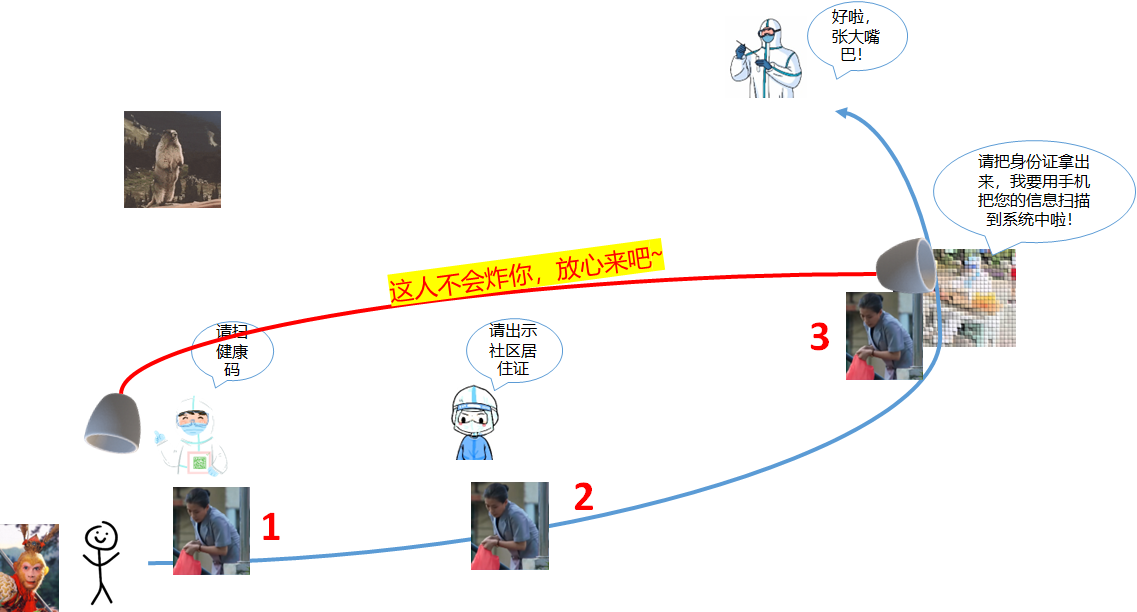 好啦，
张大嘴
巴！
请把身份证拿出
来，我要用手机
把您的信息扫描
到系统中啦！
这人不会炸你，放心来吧~
请扫
健康
码
请出示
社区居
住证
3
2
1